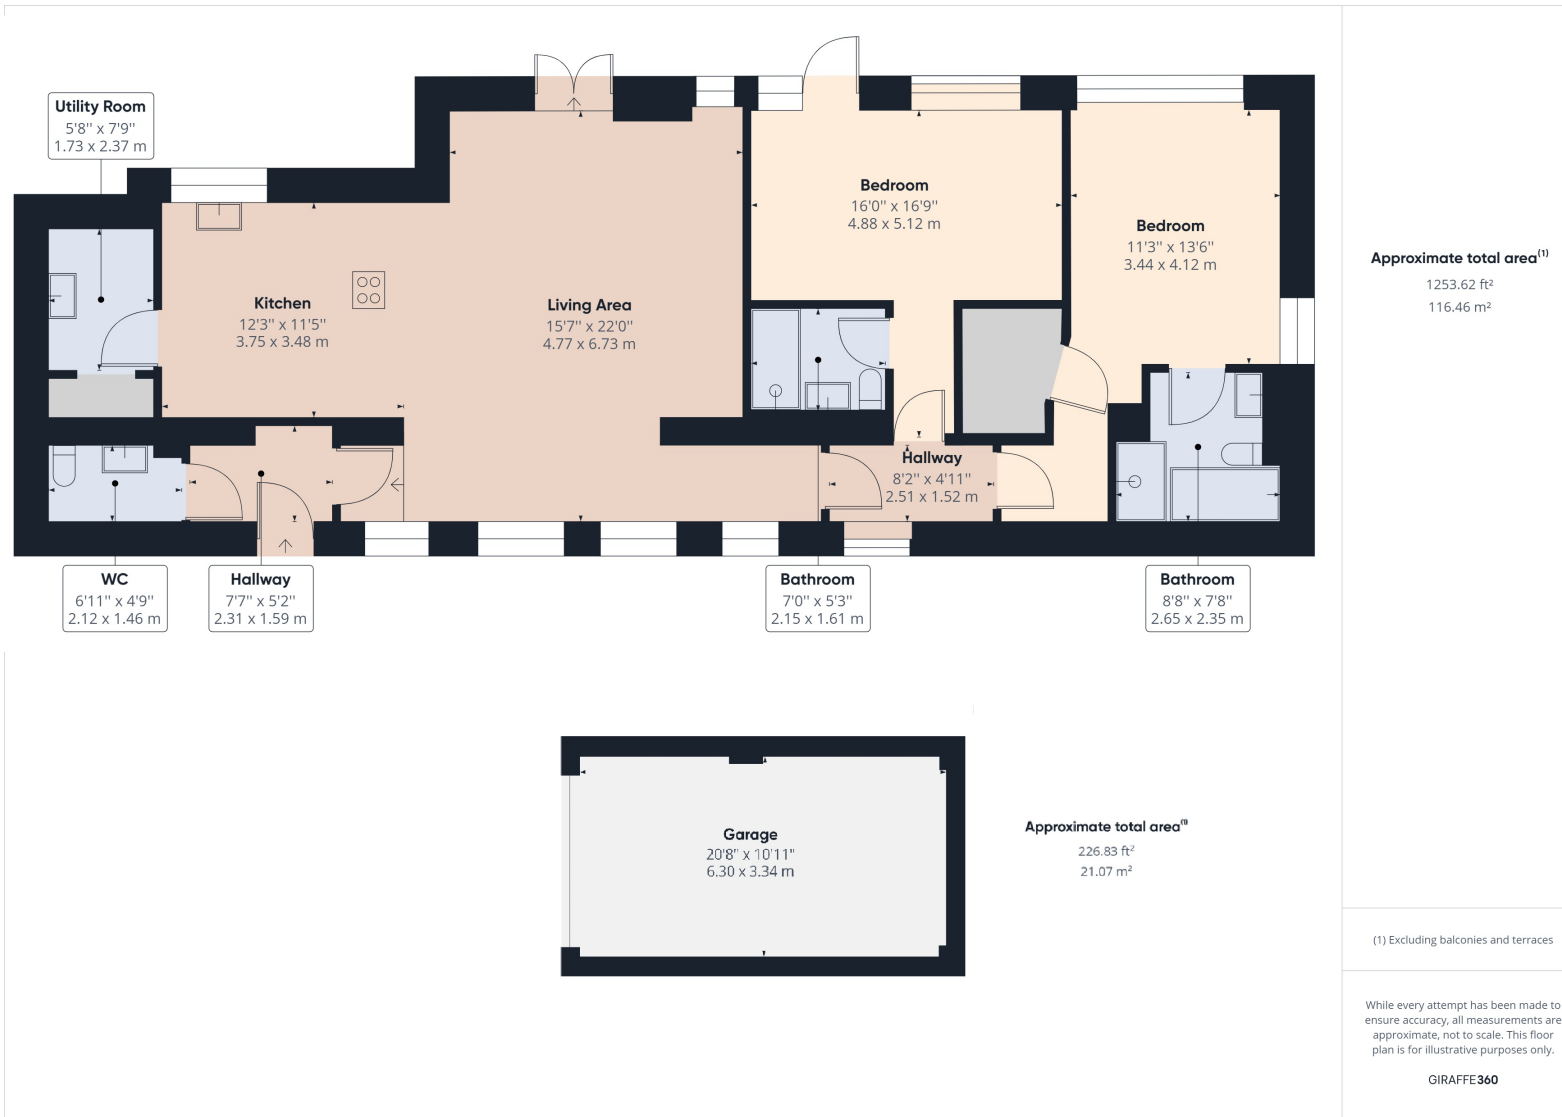 Utility Room
5'8" x 7'9"
1.73 x 2.37 m
Kitchen
12'3" x 11'5"
3.75 x 3.48 m
Living Area
15'7" x 22'0"
4.77 x 6.73 m
Bedroom
16'0" x 16'9"
4.88 x 5.12 m
Bedroom
11'3" x 13'6"
3.44 x 4.12 m
Hallway
8'2" x 4'11"
2.51 x 1.52 m
WC
6'11" x 4'9"
2.12 x 1.46 m
Hallway
7'7" x 5'2"
2.31 x 1.59 m
Bathroom
7'0" x 5'3"
2.15 x 1.61 m
Bathroom
8'8" x 7'8"
2.65 x 2.35 m
Approximate total area(1)
1253.62 ft²
116.46 m²
Garage
20'8" x 10'11"
6.30 x 3.34 m
Approximate total area(1)
226.83 ft²
21.07 m²
(1) Excluding balconies and terraces
While every attempt has been made to
ensure accuracy, all measurements are
approximate, not to scale. This floor
plan is for illustrative purposes only.
GIRAFFE360